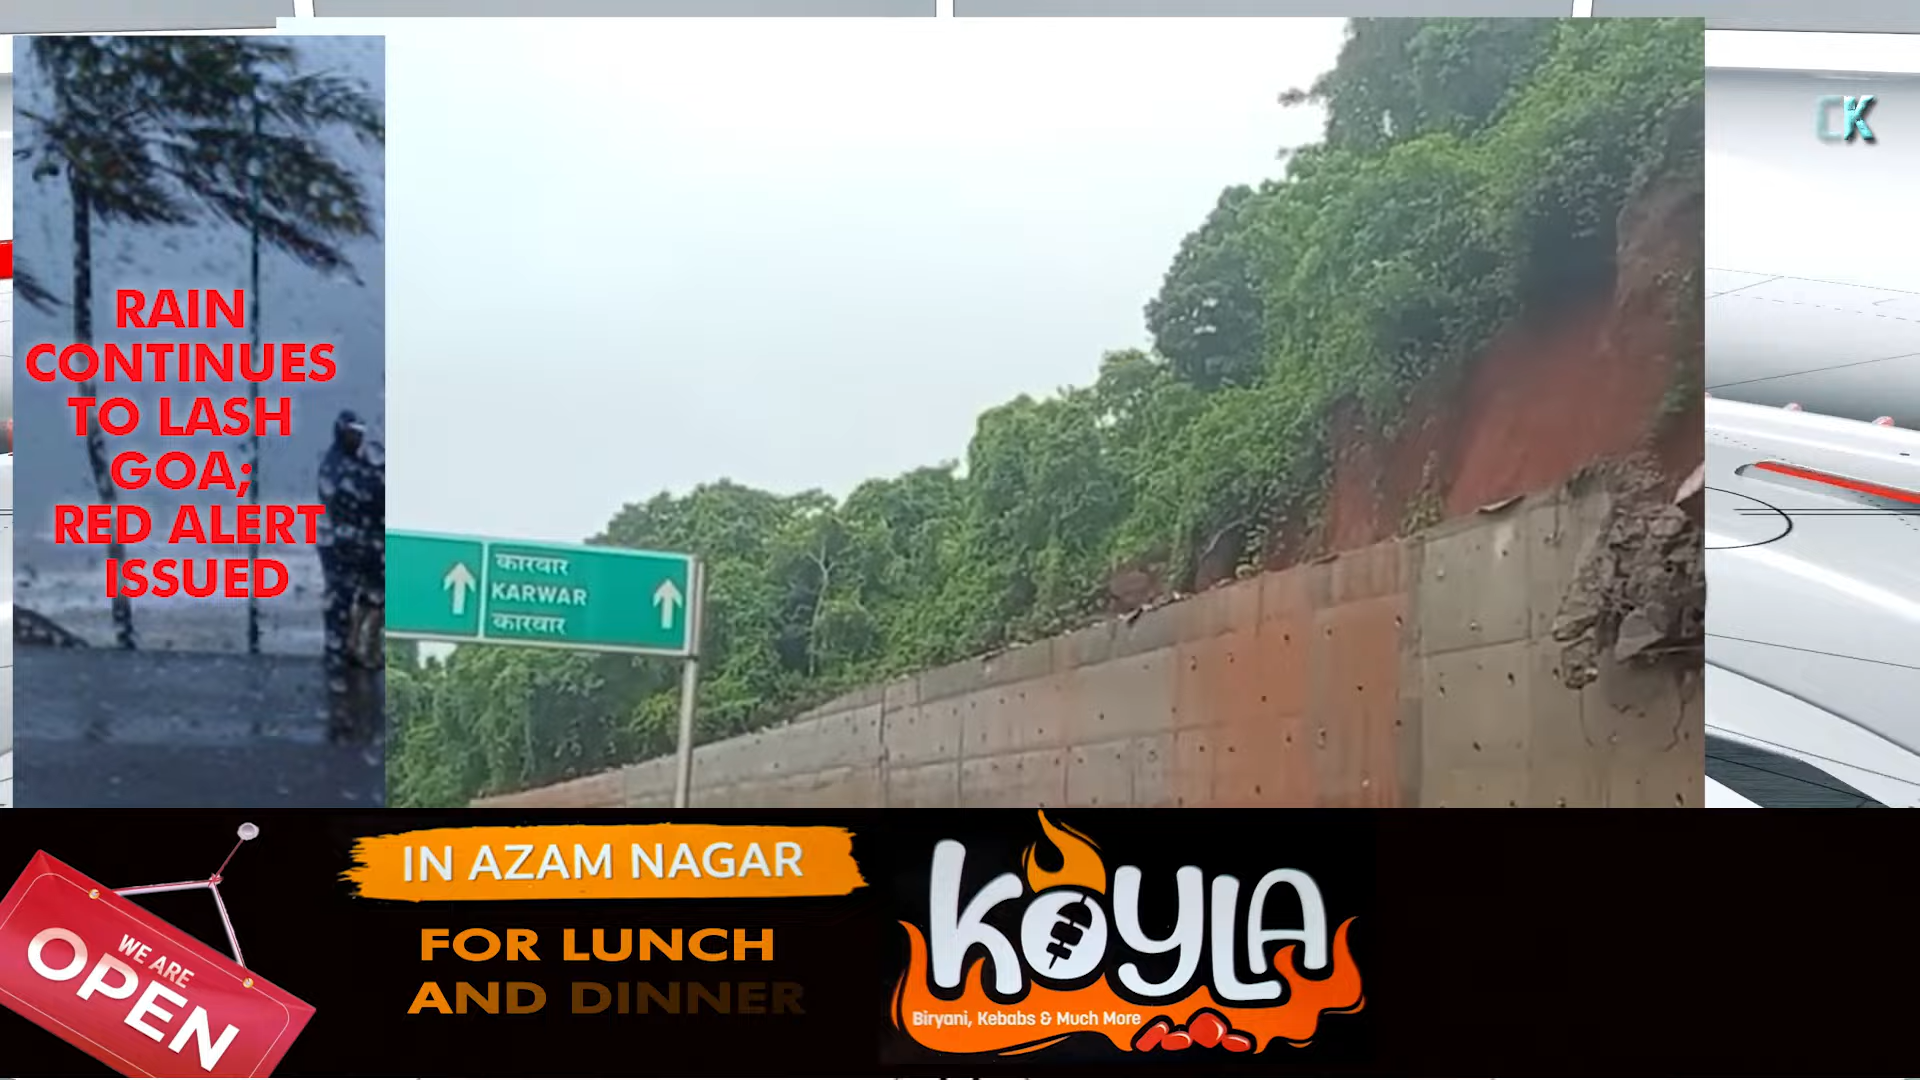 RAIN
CONTINUES
TO LASH
GOA;
RED ALERT
ISSUED
कारवार
KARWAR
कारवार
CK
WE ARE
OPEN
IN AZAM NAGAR
FOR LUNCH
AND DINNER
KOYLA
Biryani, Kebabs & Much More